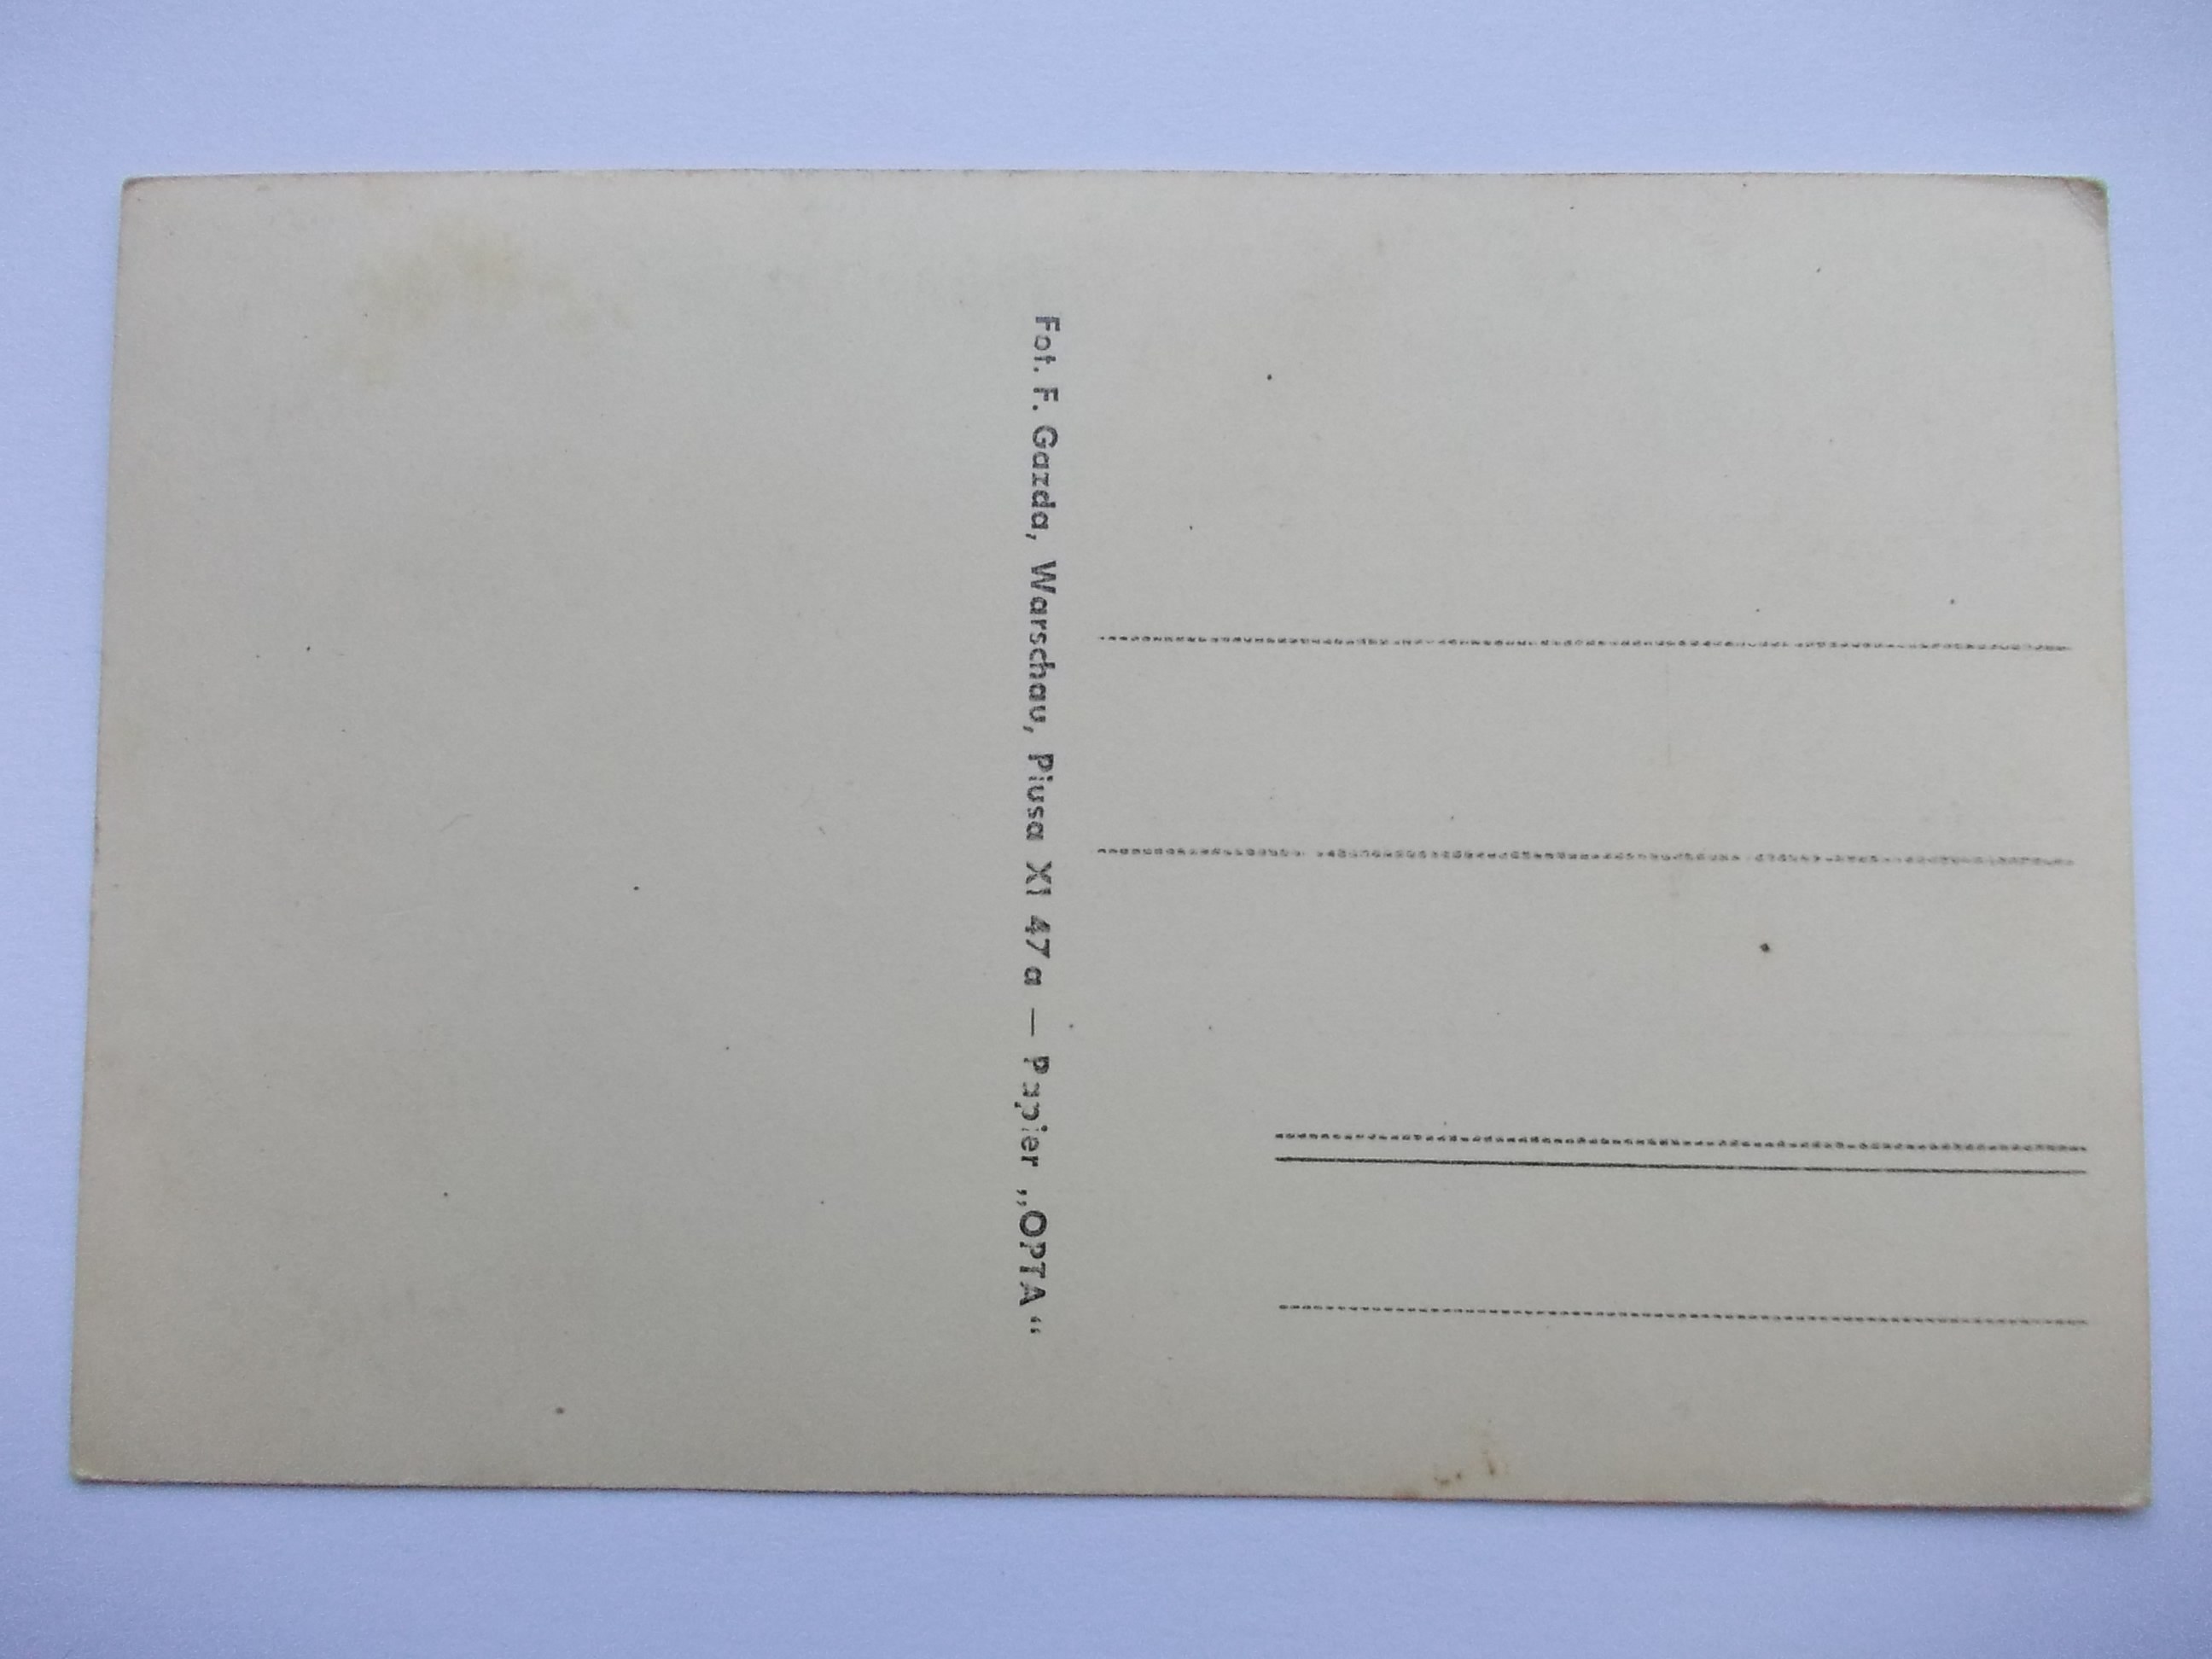 Fot. F. Gazda, Warschau, Piusa XI 47a — Papier „OPTA“